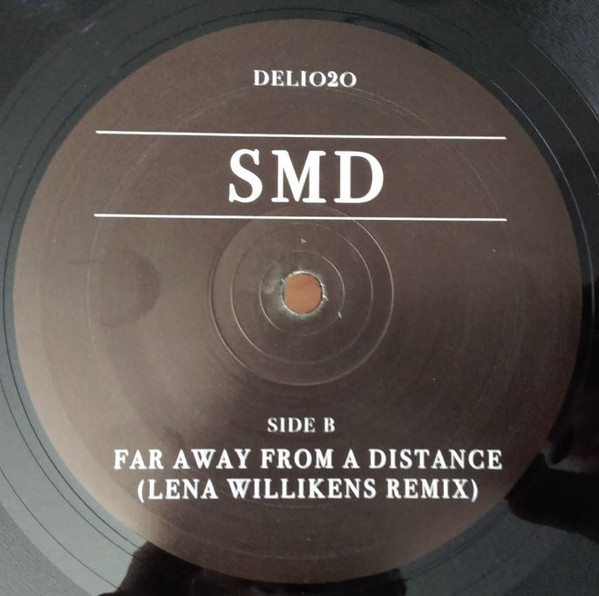 DELI020
SMD
SIDE B
FAR AWAY FROM A DISTANCE
(LENA WILLIKENS REMIX)